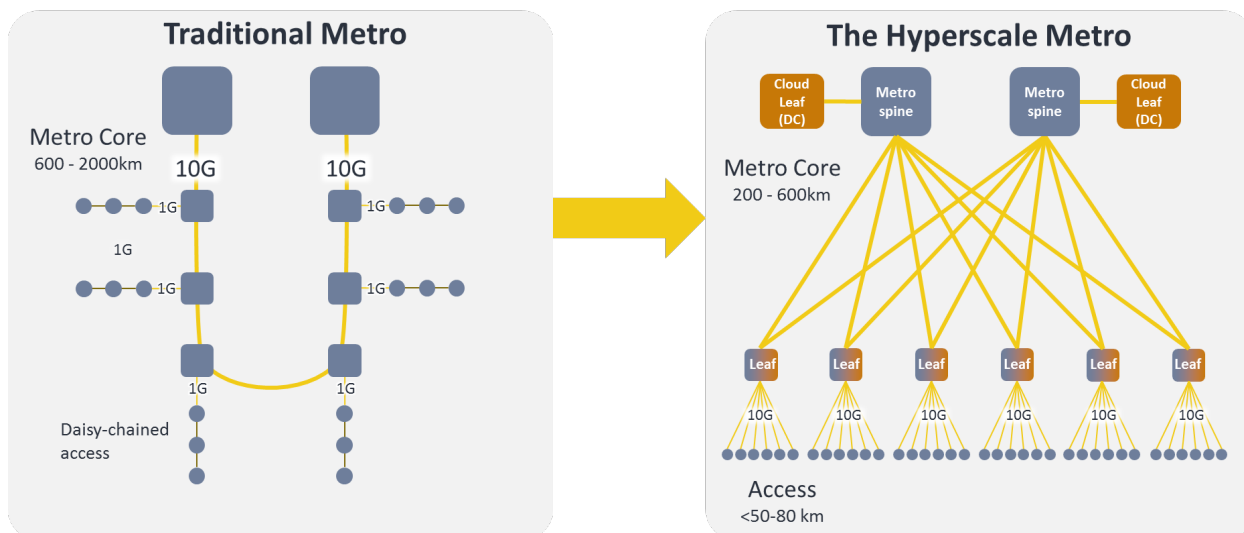 Traditional Metro
Metro Core
600 - 2000km
10G
10G
1G
1G
1G
1G
1G
1G
1G
Daisy-chained
access
The Hyperscale Metro
Cloud
Leaf
(DC)
Metro
spine
Metro
spine
Cloud
Leaf
(DC)
Metro Core
200 - 600km
Leaf
Leaf
Leaf
Leaf
Leaf
Leaf
10G
10G
10G
10G
10G
10G
Access
<50-80 km